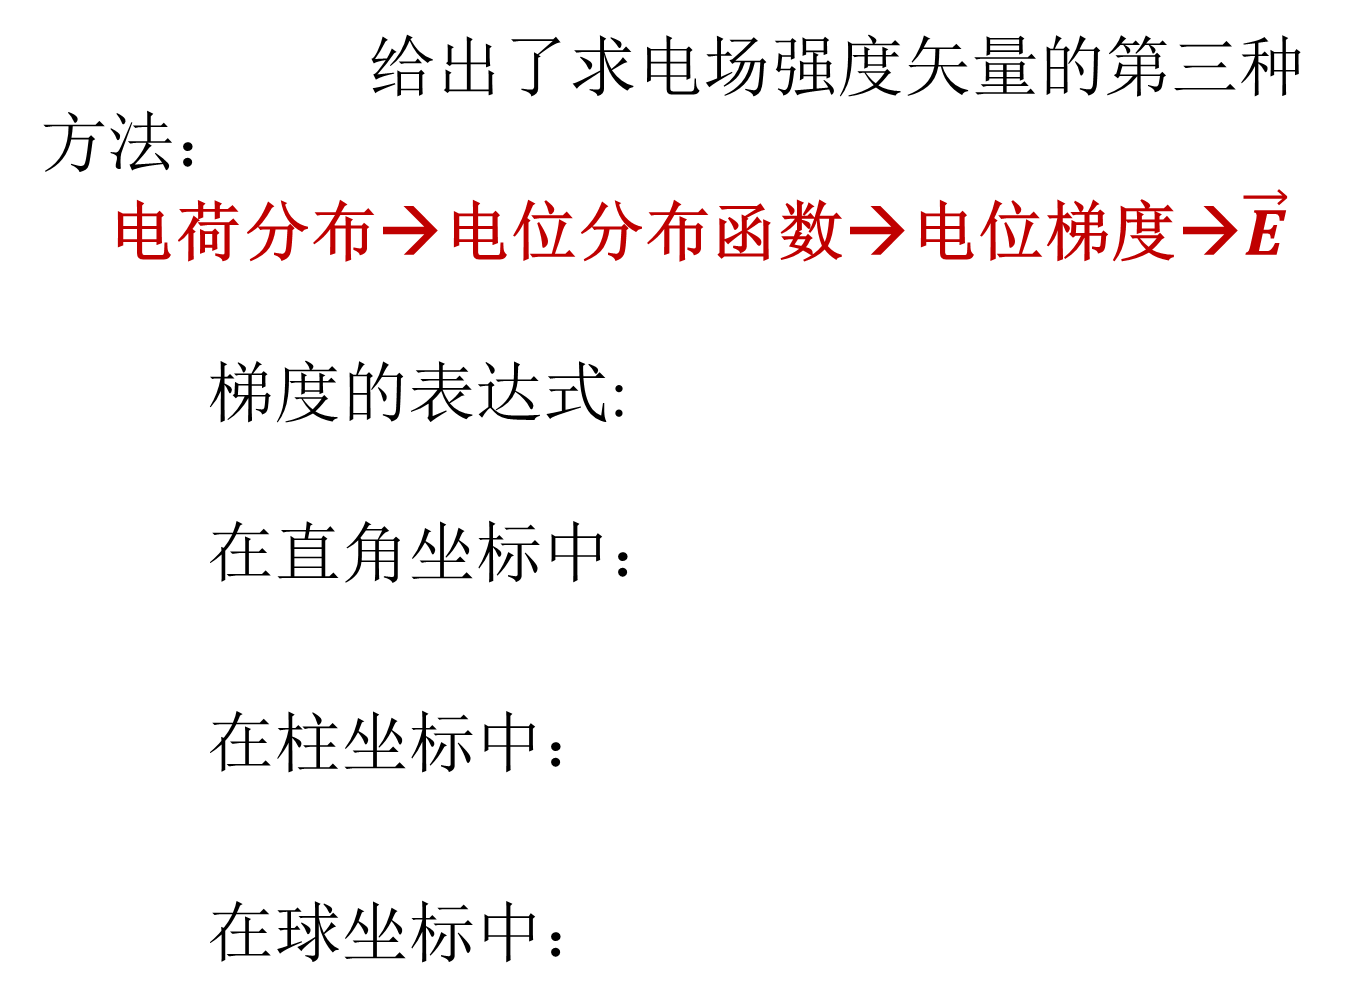 给出了求电场强度矢量的第三种
方法：
电荷分布→电位分布函数→电位梯度→$\vec{E}$
梯度的表达式:
在直角坐标中：
在柱坐标中：
在球坐标中：